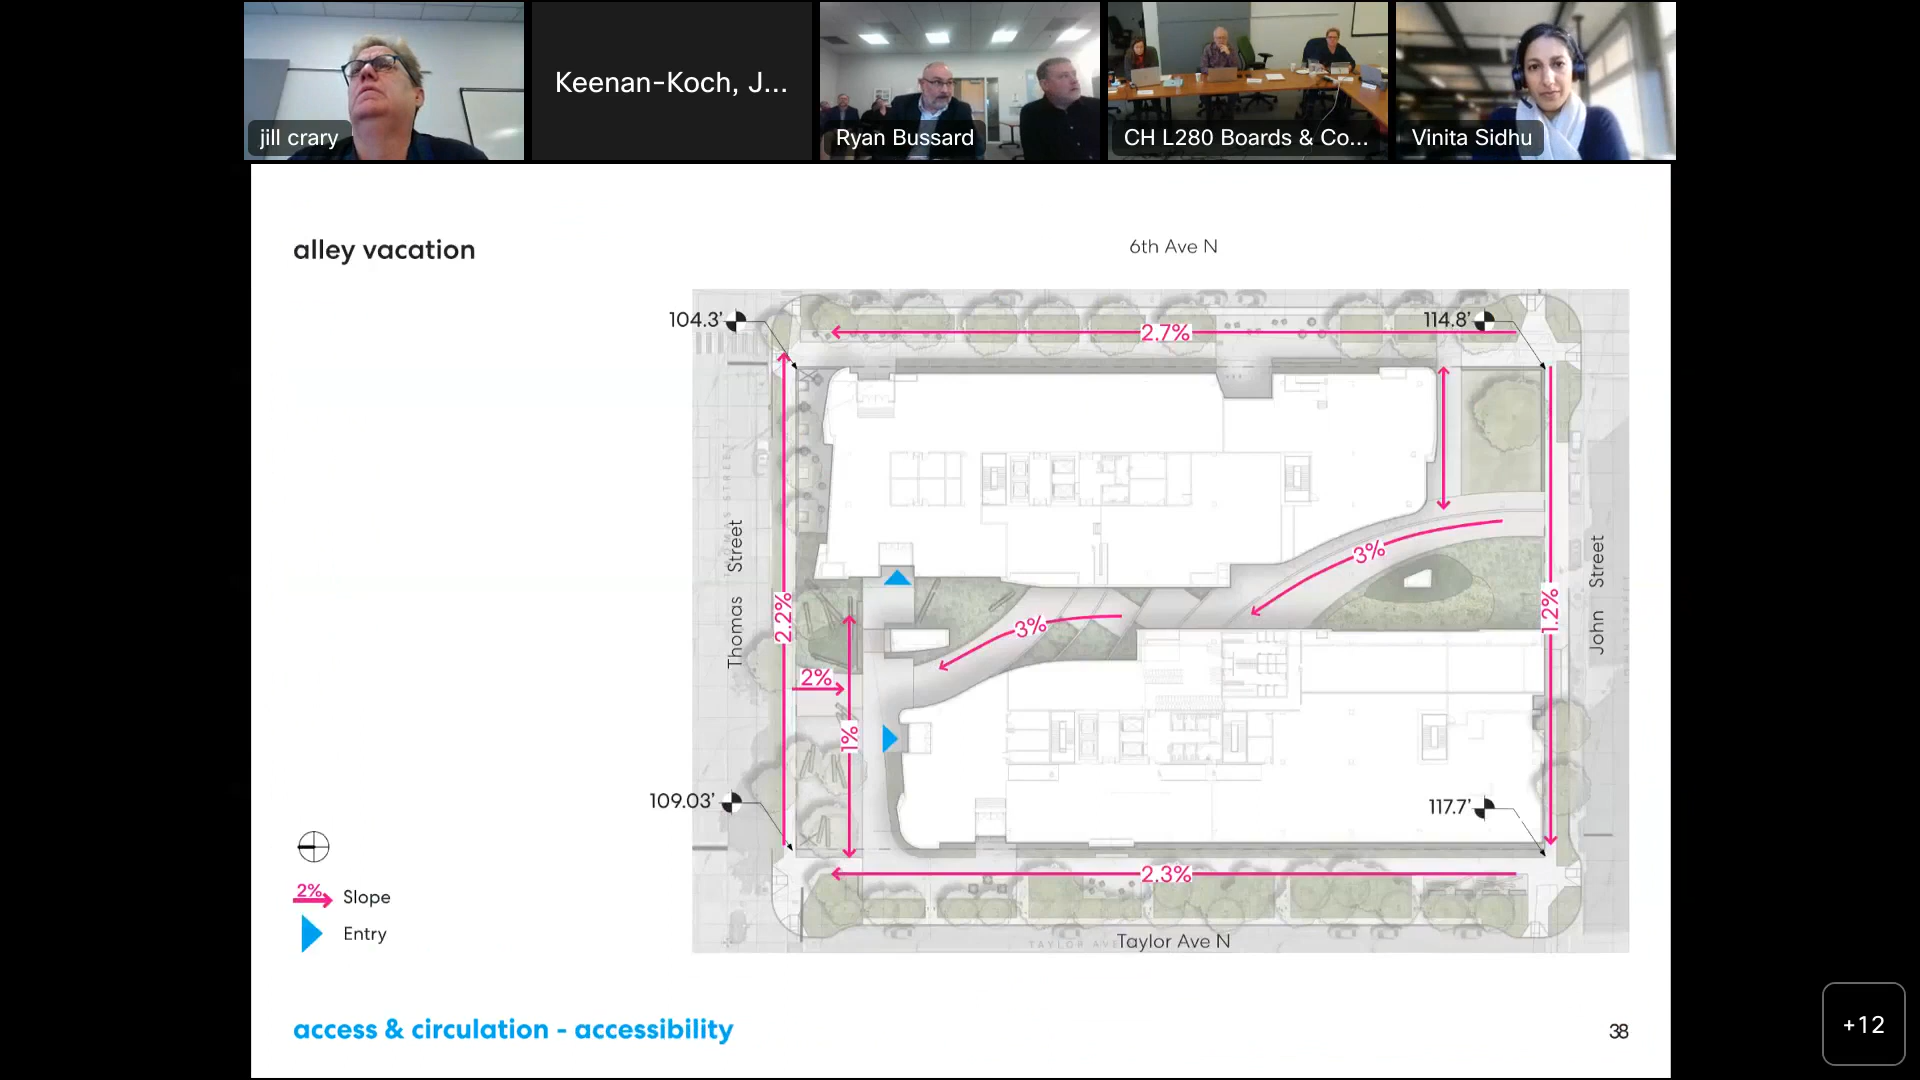 jill crary
Keenan-Koch, J...
Ryan Bussard
CH L280 Boards & Co...
Vinita Sidhu
alley vacation
6th Ave N
104.3'
114.8'
2.7%
Thomas Street
John Street
2.2%
3%
3%
1.2%
2%
1%
109.03'
117.7'
2.3%
Taylor Ave N
2%
Slope
Entry
access & circulation - accessibility
38
+12